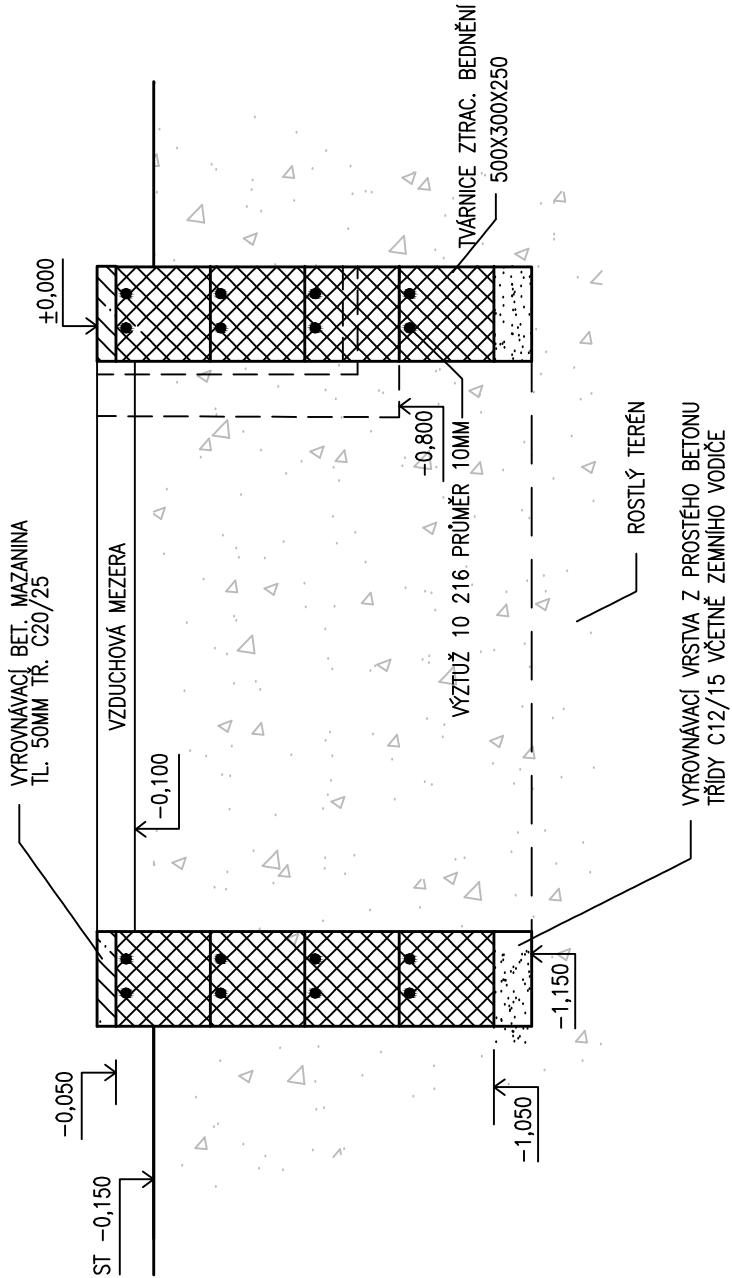 VYROVNÁVACÍ BET. MAZANINA
TL. 50MM TŘ. C20/25
±0,000
VZDUCHOVÁ MEZERA
-0,100
-0,050
ST -0,150
-0,800
VÝZTUŽ 10 216 PRŮMĚR 10MM
TVÁRNICE ZTRAC. BEDNĚNÍ
500X300X250
-1,050
-1,150
ROSTLÝ TERÉN
VYROVNÁVACÍ VRSTVA Z PROSTÉHO BETONU
TŘÍDY C12/15 VČETNĚ ZEMNÍHO VODIČE